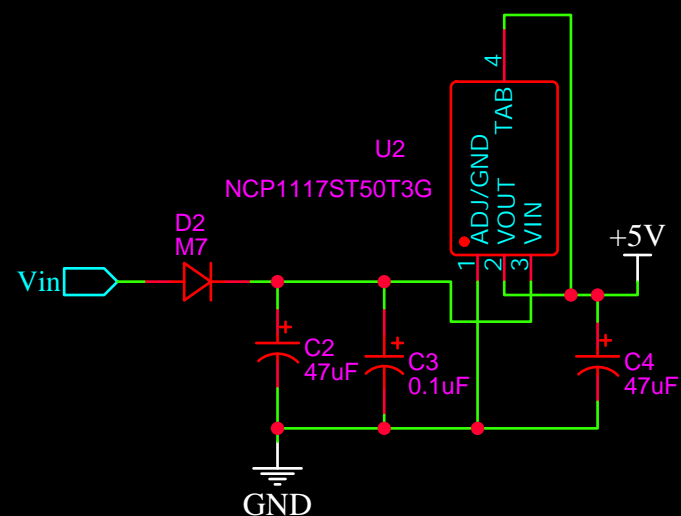 4
TAB
U2
NCP1117ST50T3G
ADJ/GND
VOUT
VIN
1
2
3
D2
M7
+5V
Vin
+
C2
47uF
+
C3
0.1uF
+
C4
47uF
GND